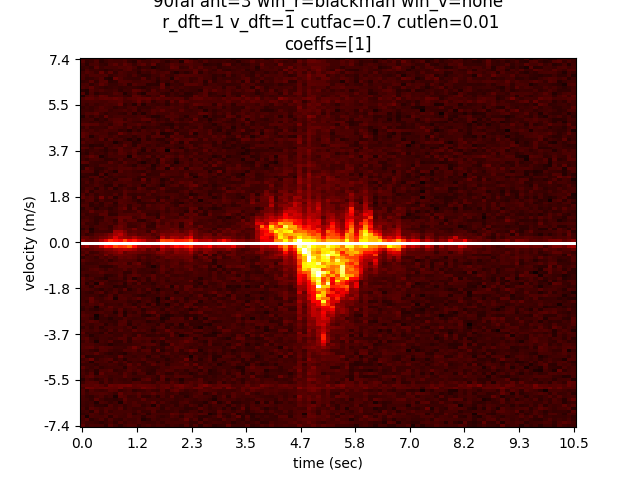 90fal ant=3 win_r=blackman win_v=none
r_dft=1 v_dft=1 cutfac=0.7 cutlen=0.01
coeffs=[1]
7.4
5.5
3.7
1.8
0.0
-1.8
-3.7
-5.5
-7.4
velocity (m/s)
0.0 1.2 2.3 3.5 4.7 5.8 7.0 8.2 9.3 10.5
time (sec)